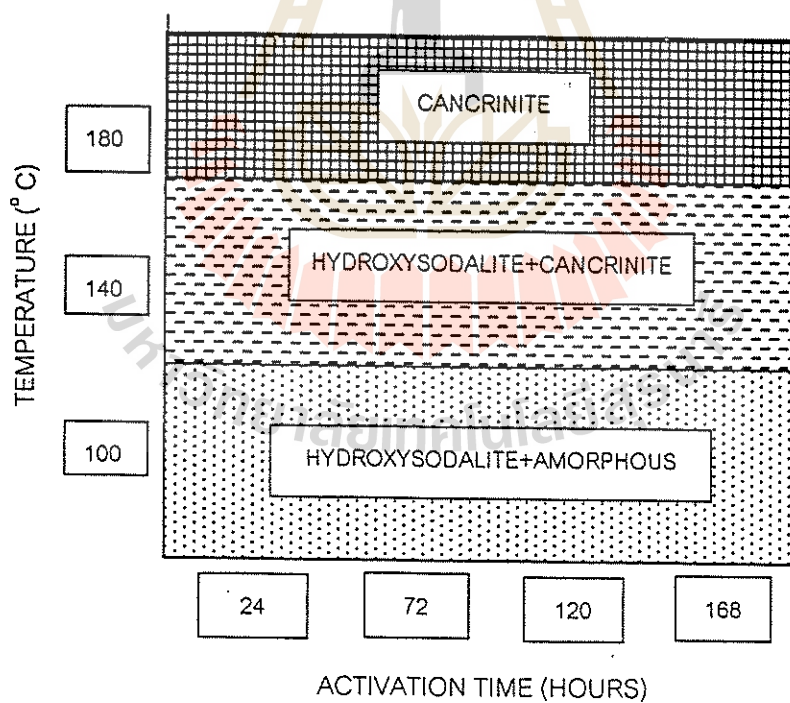 CANCRINITE
180
HYDROXYSODALITE+CANCRINITE
140
HYDROXYSODALITE+AMORPHOUS
100
TEMPERATURE (° C)
24 72 120 168
ACTIVATION TIME (HOURS)